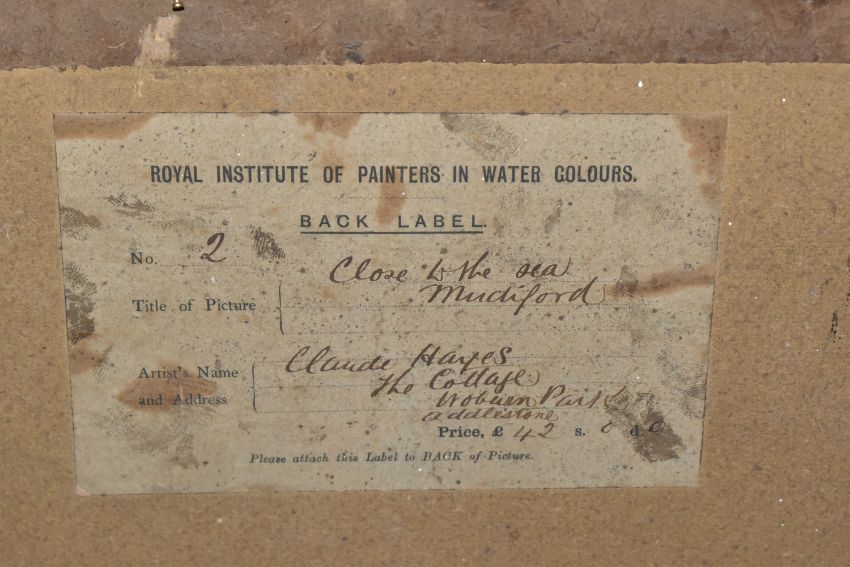 ROYAL INSTITUTE OF PAINTERS IN WATER COLOURS.
BACK LABEL.
No. 2
Close to the sea
Title of Picture Mudiford
Claude Hayes
Artist's Name The Cottage
and Address Woburn Park
Addlestone
Price, £ 42 s. 0 d. 0
Please attach this Label to BACK of Picture.